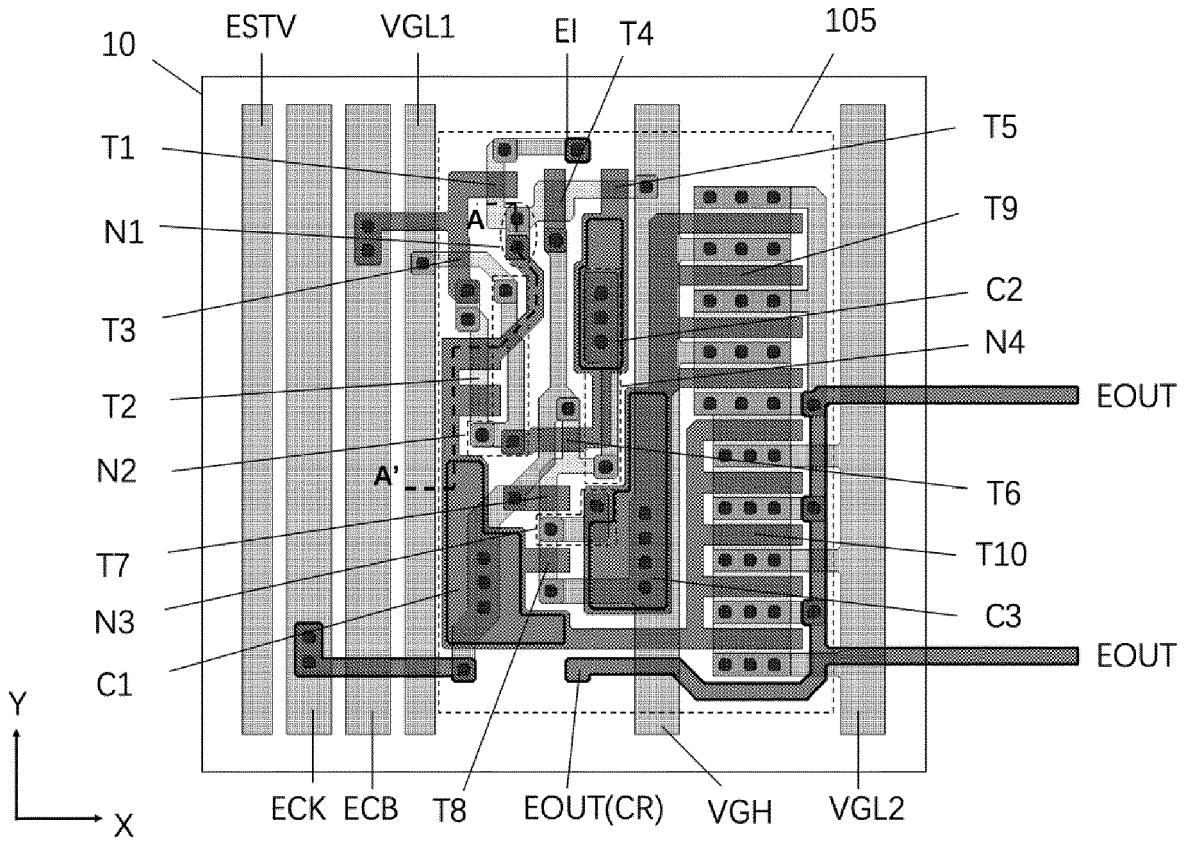 ESTV VGL1 EI T4 105
10
T1
N1
T3
T2
N2
T7
N3
C1
A
A'
T5
T9
C2
N4
EOUT
T6
T10
C3
EOUT
Y
X
ECK ECB T8 EOUT(CR) VGH VGL2